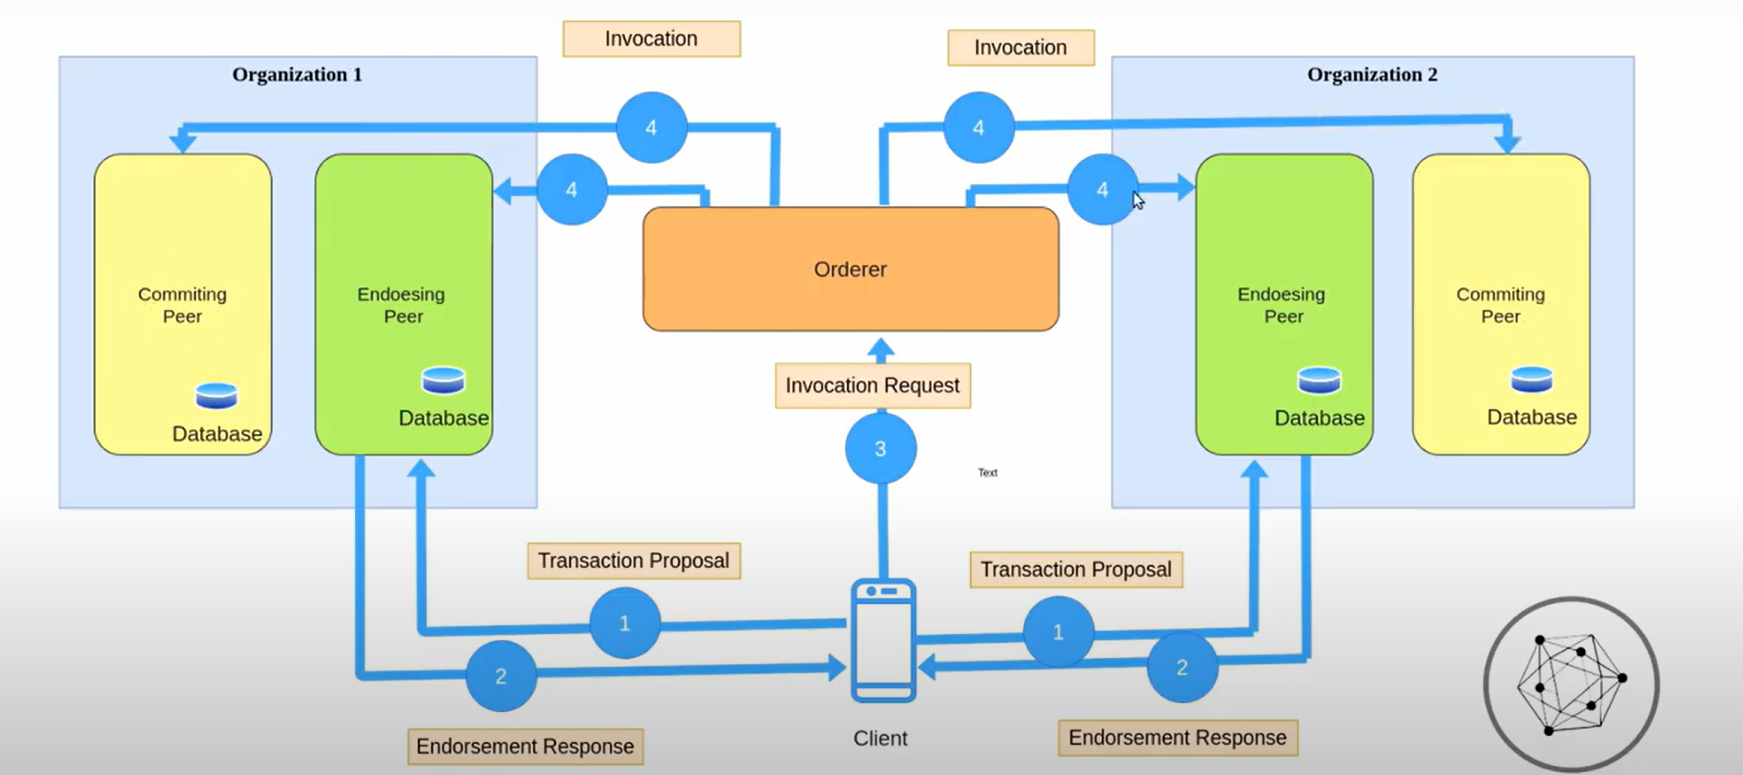 Invocation
Invocation
Organization 1
Organization 2
4
4
4
4
Orderer
Commiting
Peer
Endoesing
Peer
Endoesing
Peer
Commiting
Peer
Database
Database
Database
Database
Invocation Request
3
Text
Transaction Proposal
Transaction Proposal
1
1
2
2
Endorsement Response
Client
Endorsement Response